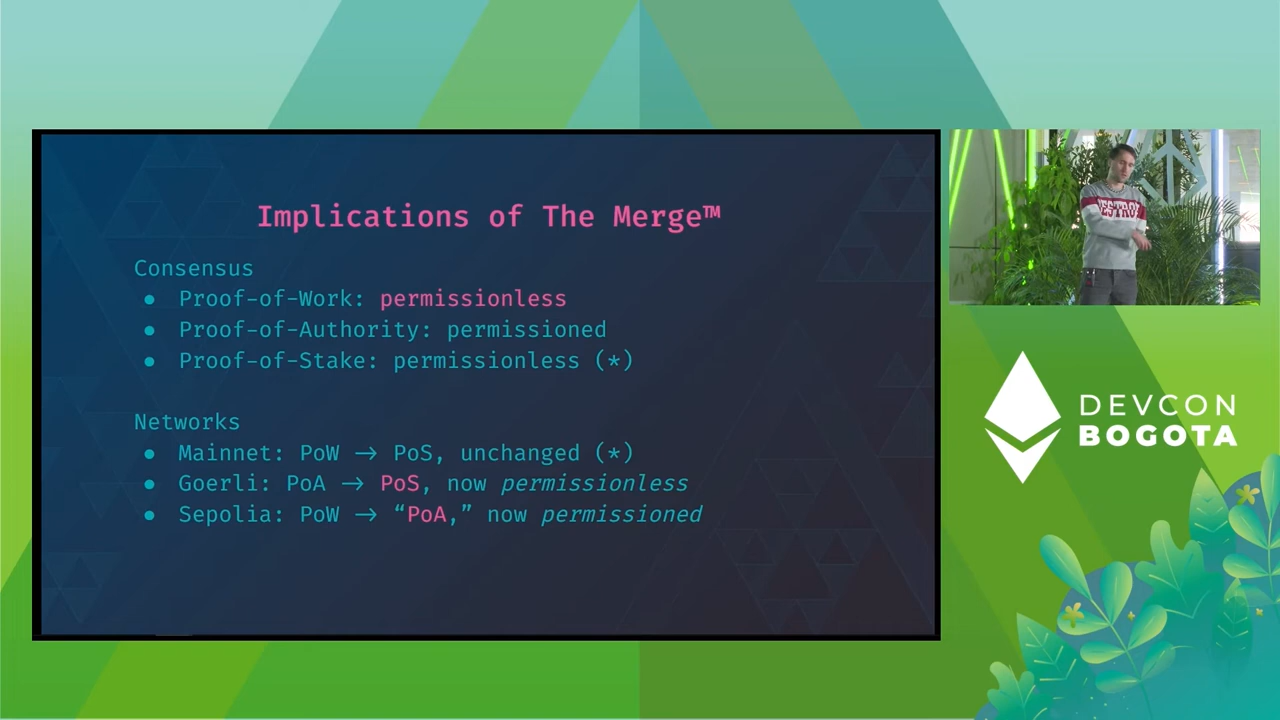 Implications of The Merge™
Consensus
● Proof-of-Work: permissionless
● Proof-of-Authority: permissioned
● Proof-of-Stake: permissionless (*)
Networks
● Mainnet: PoW → PoS, unchanged (*)
● Goerli: PoA → PoS, now permissionless
● Sepolia: PoW → “PoA,” now permissioned
DEVCON
BOGOTA